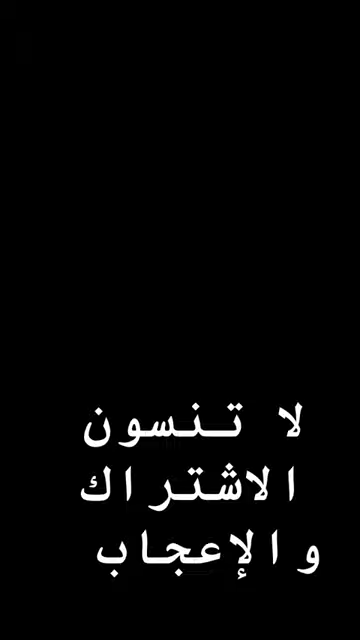 لا تنسون
الاشتراك
والإعجاب